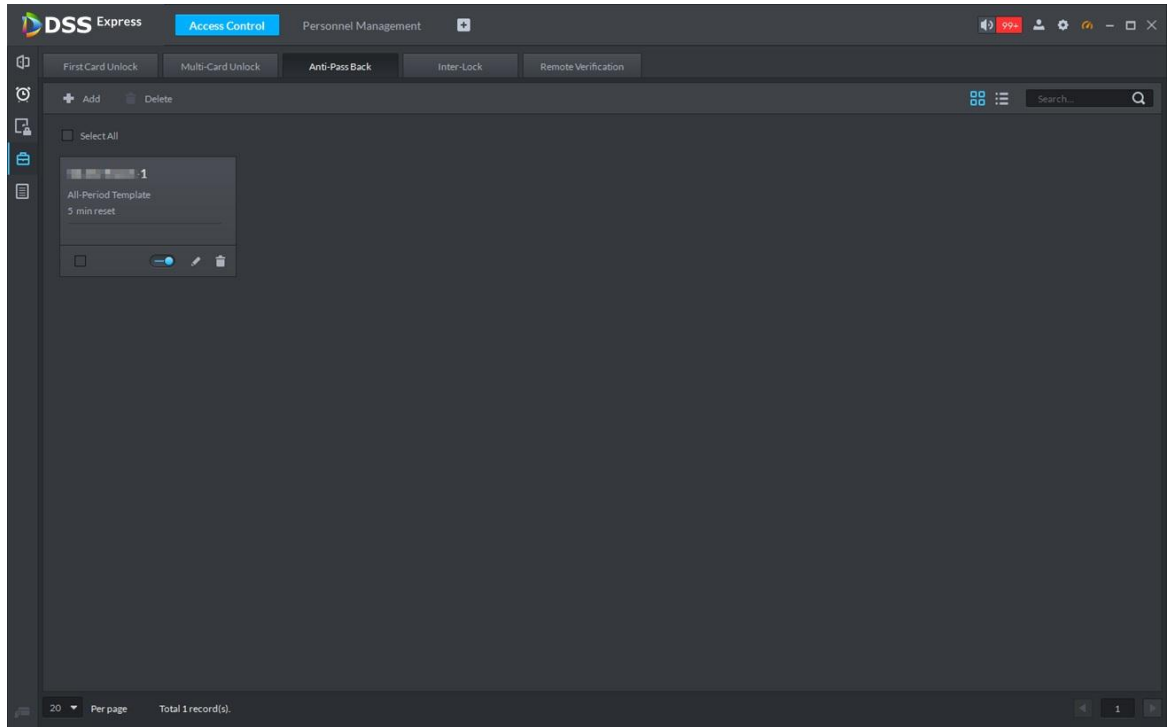 DSS Express
Access Control
Personnel Management
99+
First Card Unlock
Multi-Card Unlock
Anti-Pass Back
Inter-Lock
Remote Verification
Add
Delete
Search...
Select All
1
All-Period Template
5 min reset
20
Per page
Total 1 record(s).
1